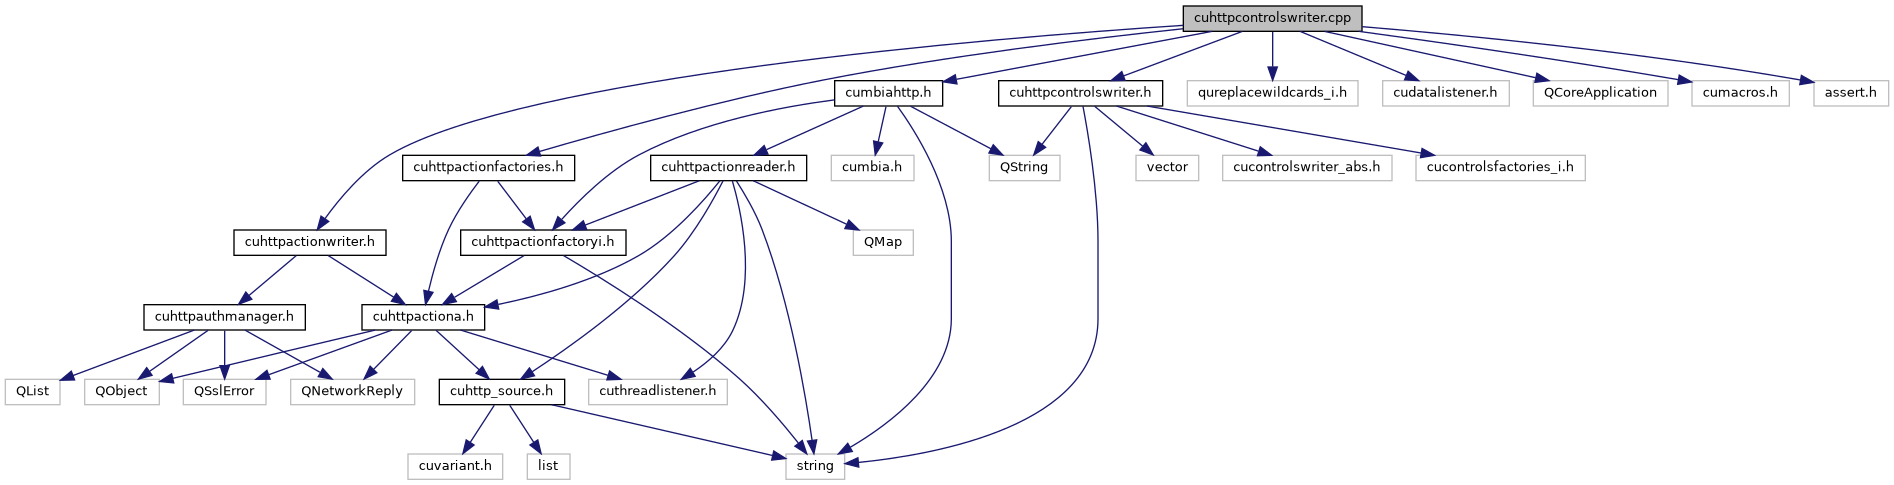 cuhttpcontrolswriter.cpp
cumbiahttp.h
cuhttpcontrolswriter.h
qureplacewildcards_i.h
cudatalistener.h
QCoreApplication
cumacros.h
assert.h
cuhttpactionfactories.h
cuhttpactionreader.h
cumbia.h
QString
vector
cucontrolswriter_abs.h
cucontrolsfactories_i.h
cuhttpactionwriter.h
cuhttpactionfactoryi.h
QMap
cuhttpauthmanager.h
cuhttpactiona.h
QList
QObject
QSslError
QNetworkReply
cuhttp_source.h
cuthreadlistener.h
cuvariant.h
list
string